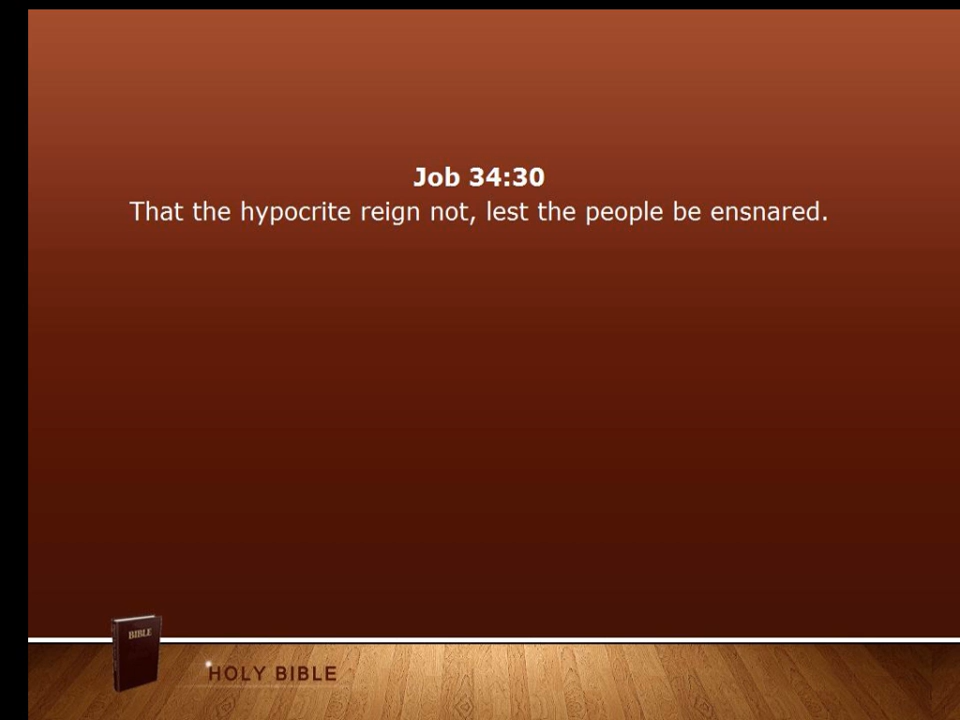 Job 34:30
That the hypocrite reign not, lest the people be ensnared.
BIBLE
HOLY BIBLE